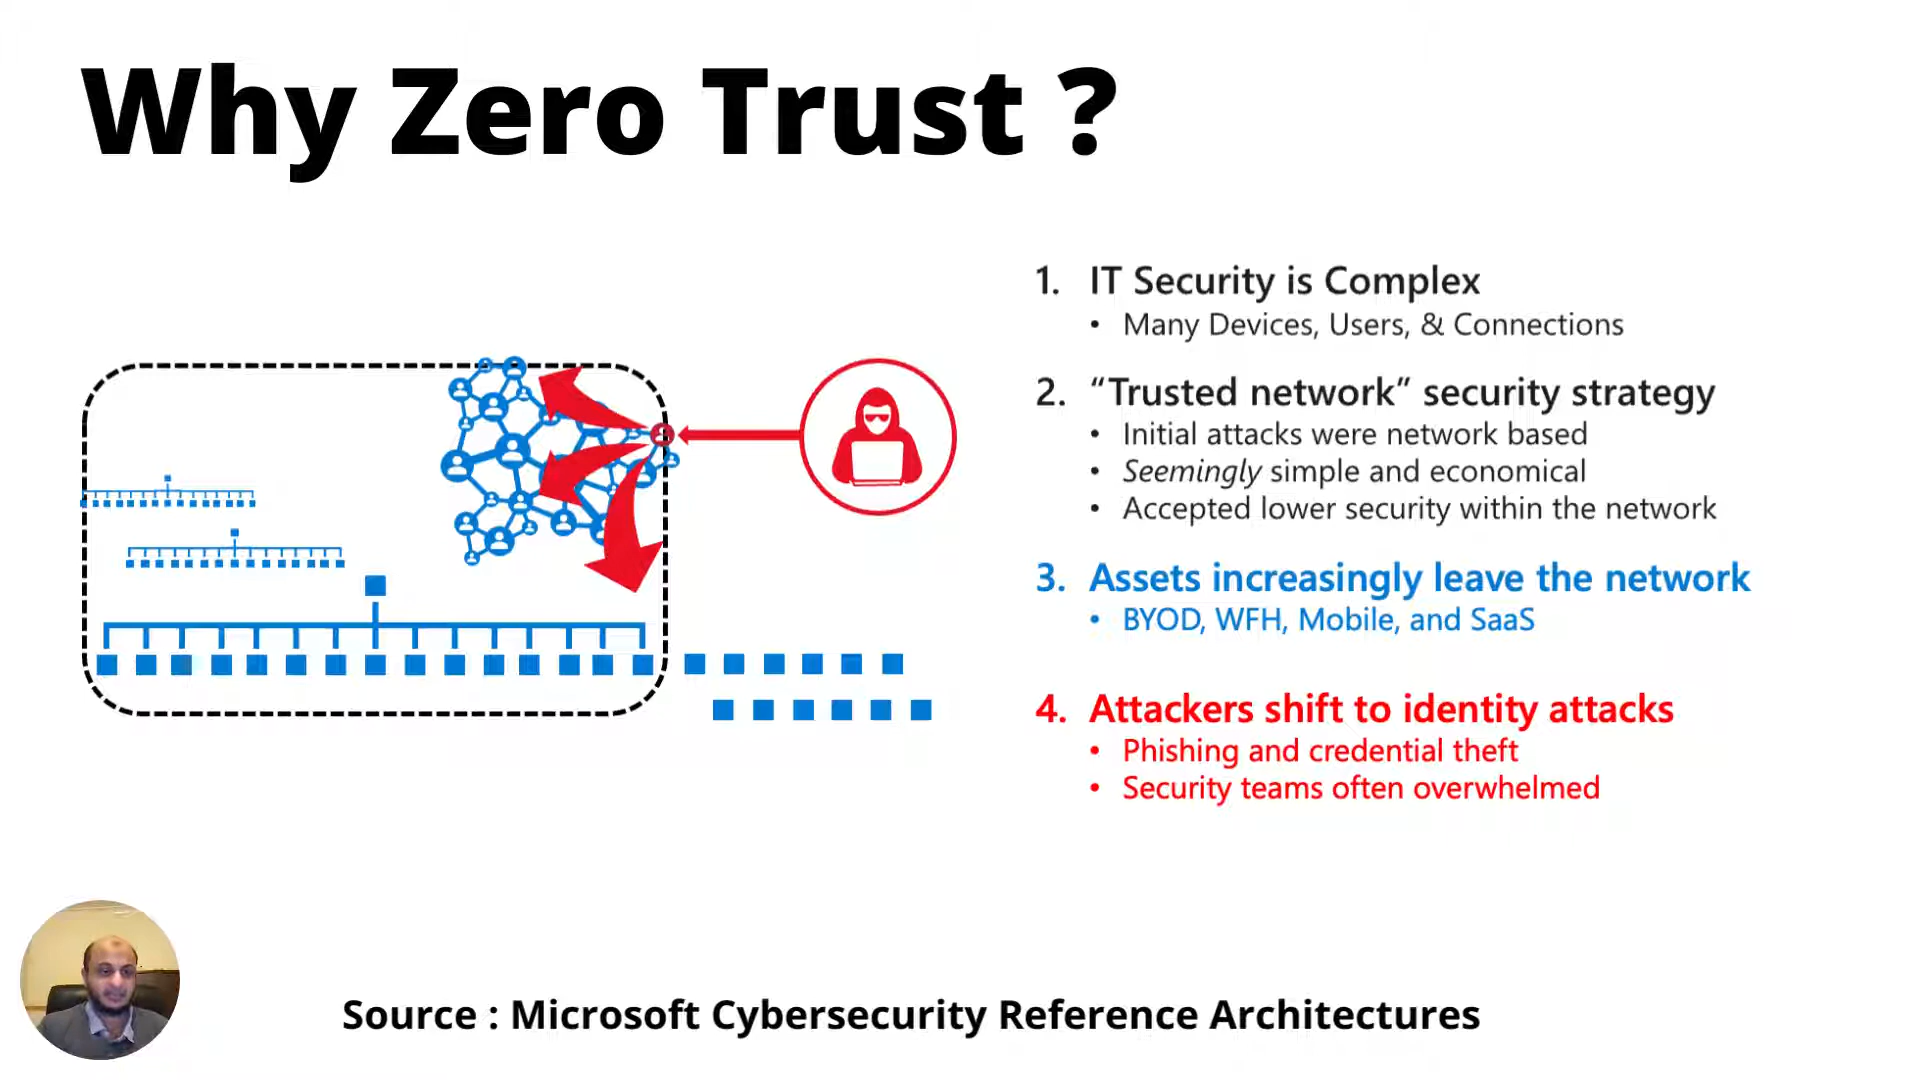 Why Zero Trust ?
1. IT Security is Complex
• Many Devices, Users, & Connections
2. “Trusted network” security strategy
• Initial attacks were network based
• Seemingly simple and economical
• Accepted lower security within the network
3. Assets increasingly leave the network
• BYOD, WFH, Mobile, and SaaS
4. Attackers shift to identity attacks
• Phishing and credential theft
• Security teams often overwhelmed
Source : Microsoft Cybersecurity Reference Architectures